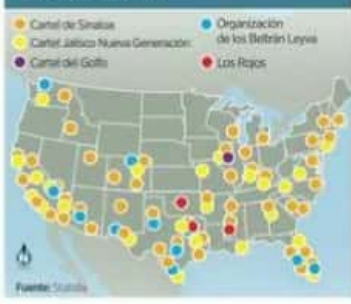 Cartel de Sinaloa
Cartel Jalisco Nueva Generación
Cartel del Golfo
Organización
de los Beltrán Leyva
Los Rojos
N
Fuente: Statista